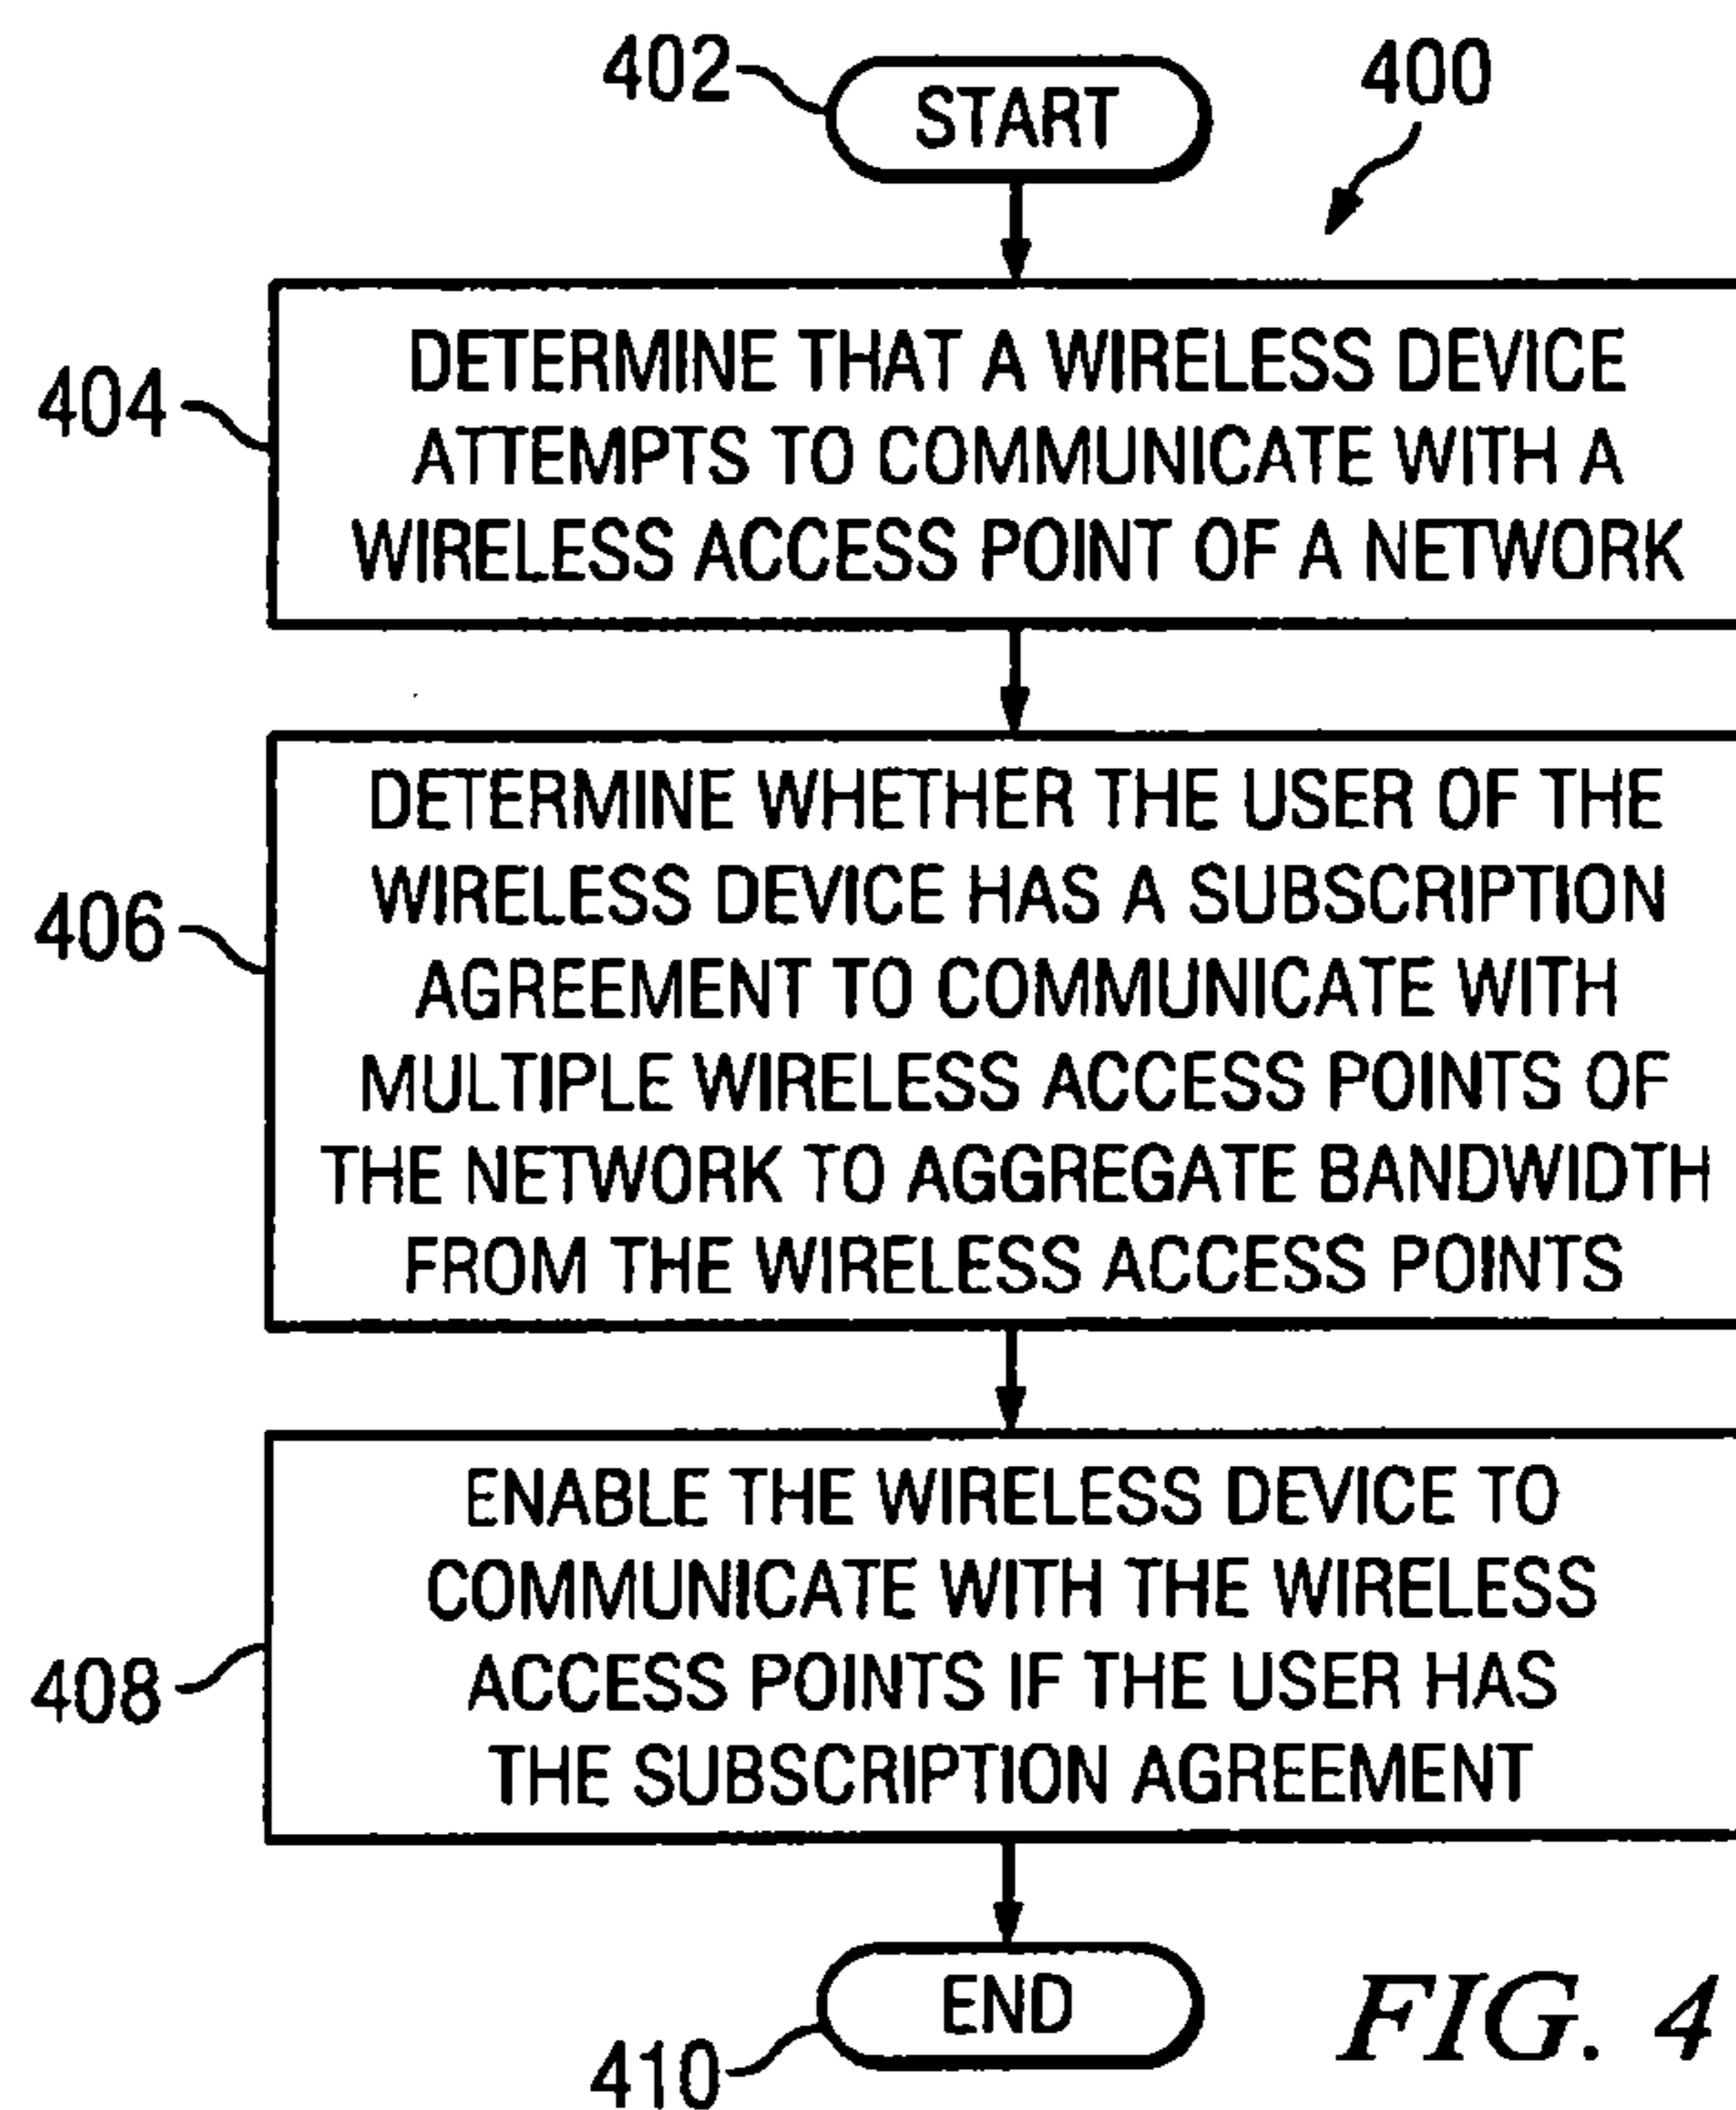 402
START
400
404
DETERMINE THAT A WIRELESS DEVICE
ATTEMPTS TO COMMUNICATE WITH A
WIRELESS ACCESS POINT OF A NETWORK
406
DETERMINE WHETHER THE USER OF THE
WIRELESS DEVICE HAS A SUBSCRIPTION
AGREEMENT TO COMMUNICATE WITH
MULTIPLE WIRELESS ACCESS POINTS OF
THE NETWORK TO AGGREGATE BANDWIDTH
FROM THE WIRELESS ACCESS POINTS
408
ENABLE THE WIRELESS DEVICE TO
COMMUNICATE WITH THE WIRELESS
ACCESS POINTS IF THE USER HAS
THE SUBSCRIPTION AGREEMENT
410
END
FIG. 4